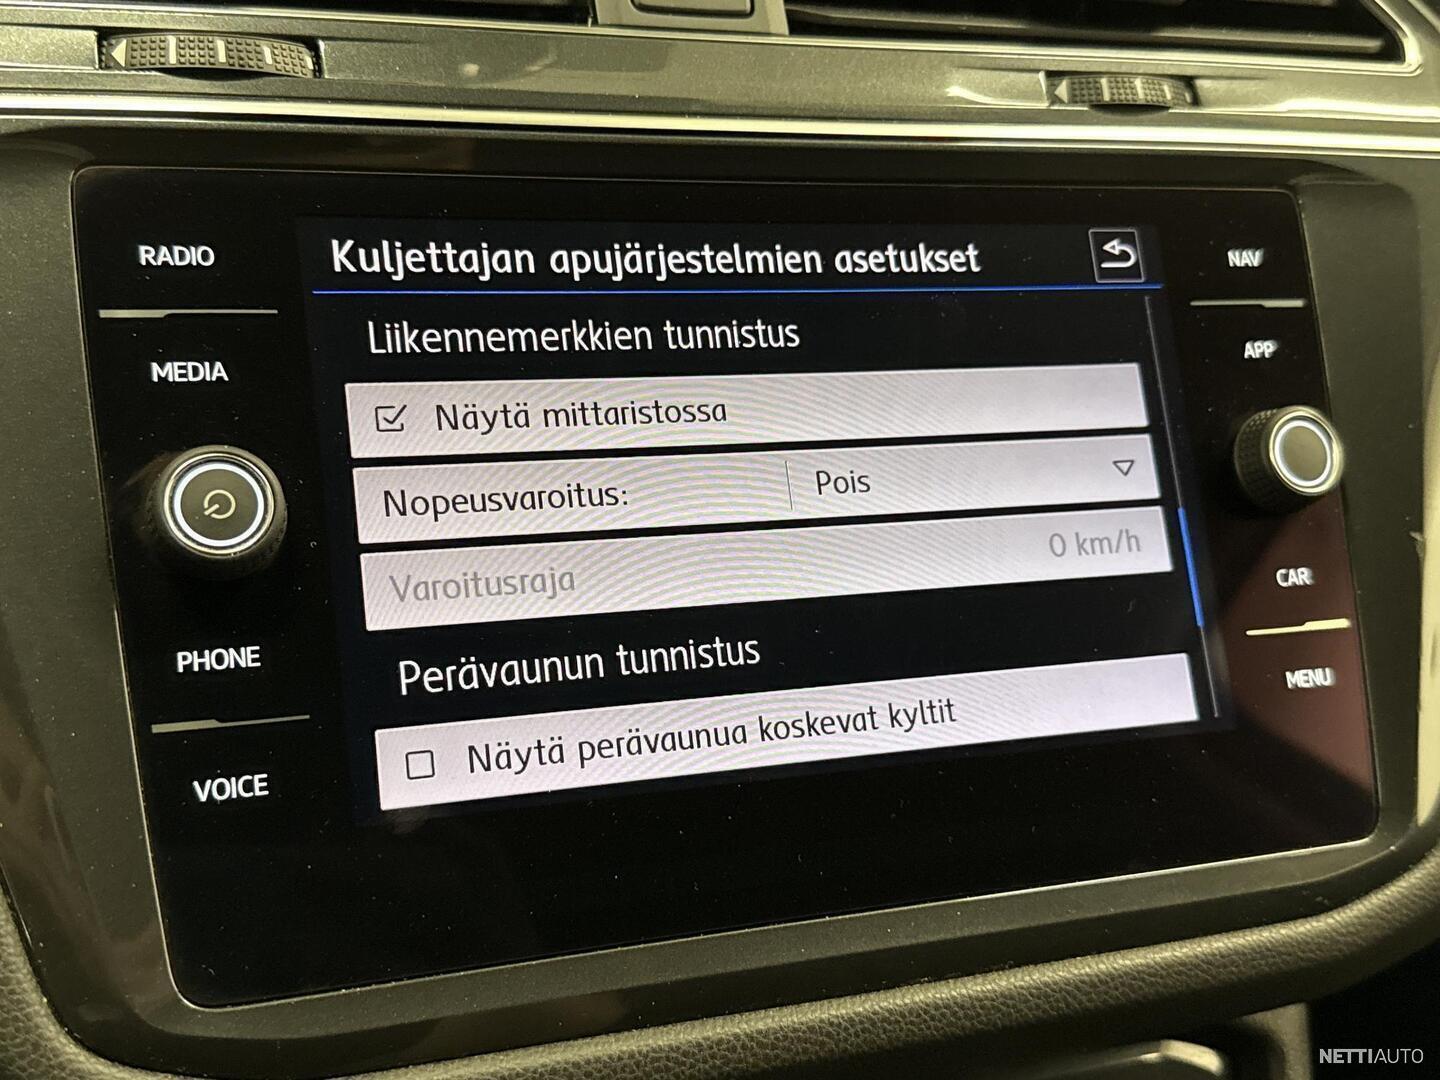 RADIO
MEDIA
PHONE
VOICE
Kuljettajan apujärjestelmien asetukset
Liikennemerkkien tunnistus
Näytä mittaristossa
Nopeusvaroitus: Pois
Varoitusraja 0 km/h
Perävaunun tunnistus
Näytä perävaunua koskevat kyltit
NAV
APP
CAR
MENU
NETTIAUTO